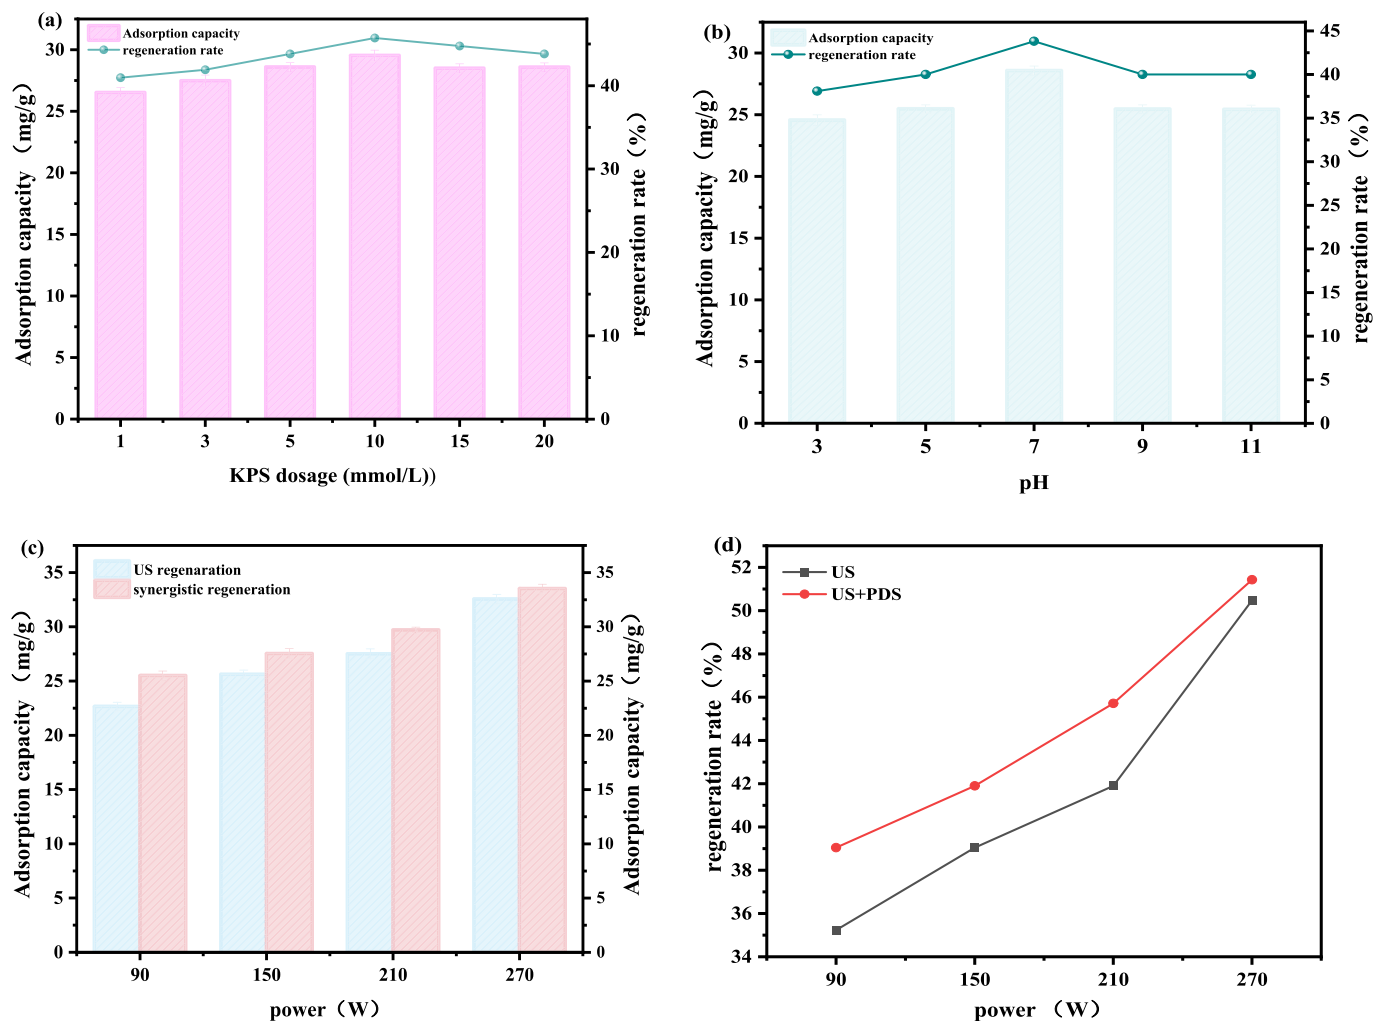 (a)
Adsorption capacity
regeneration rate
30
25
20
15
10
5
0
40
30
20
10
0
1 3 5 10 15 20
Adsorption capacity（mg/g）
regeneration rate（%）
KPS dosage (mmol/L))
(b)
Adsorption capacity
regeneration rate
30
25
20
15
10
5
0
45
40
35
30
25
20
15
10
5
0
3 5 7 9 11
Adsorption capacity（mg/g）
regeneration rate（%）
pH
(c)
US regenaration
synergistic regeneration
35
30
25
20
15
10
5
0
35
30
25
20
15
10
5
0
90 150 210 270
Adsorption capacity（mg/g）
Adsorption capacity（mg/g）
power（W）
(d)
US
US+PDS
52
50
48
46
44
42
40
38
36
34
90 150 210 270
regeneration rate（%）
power （W）